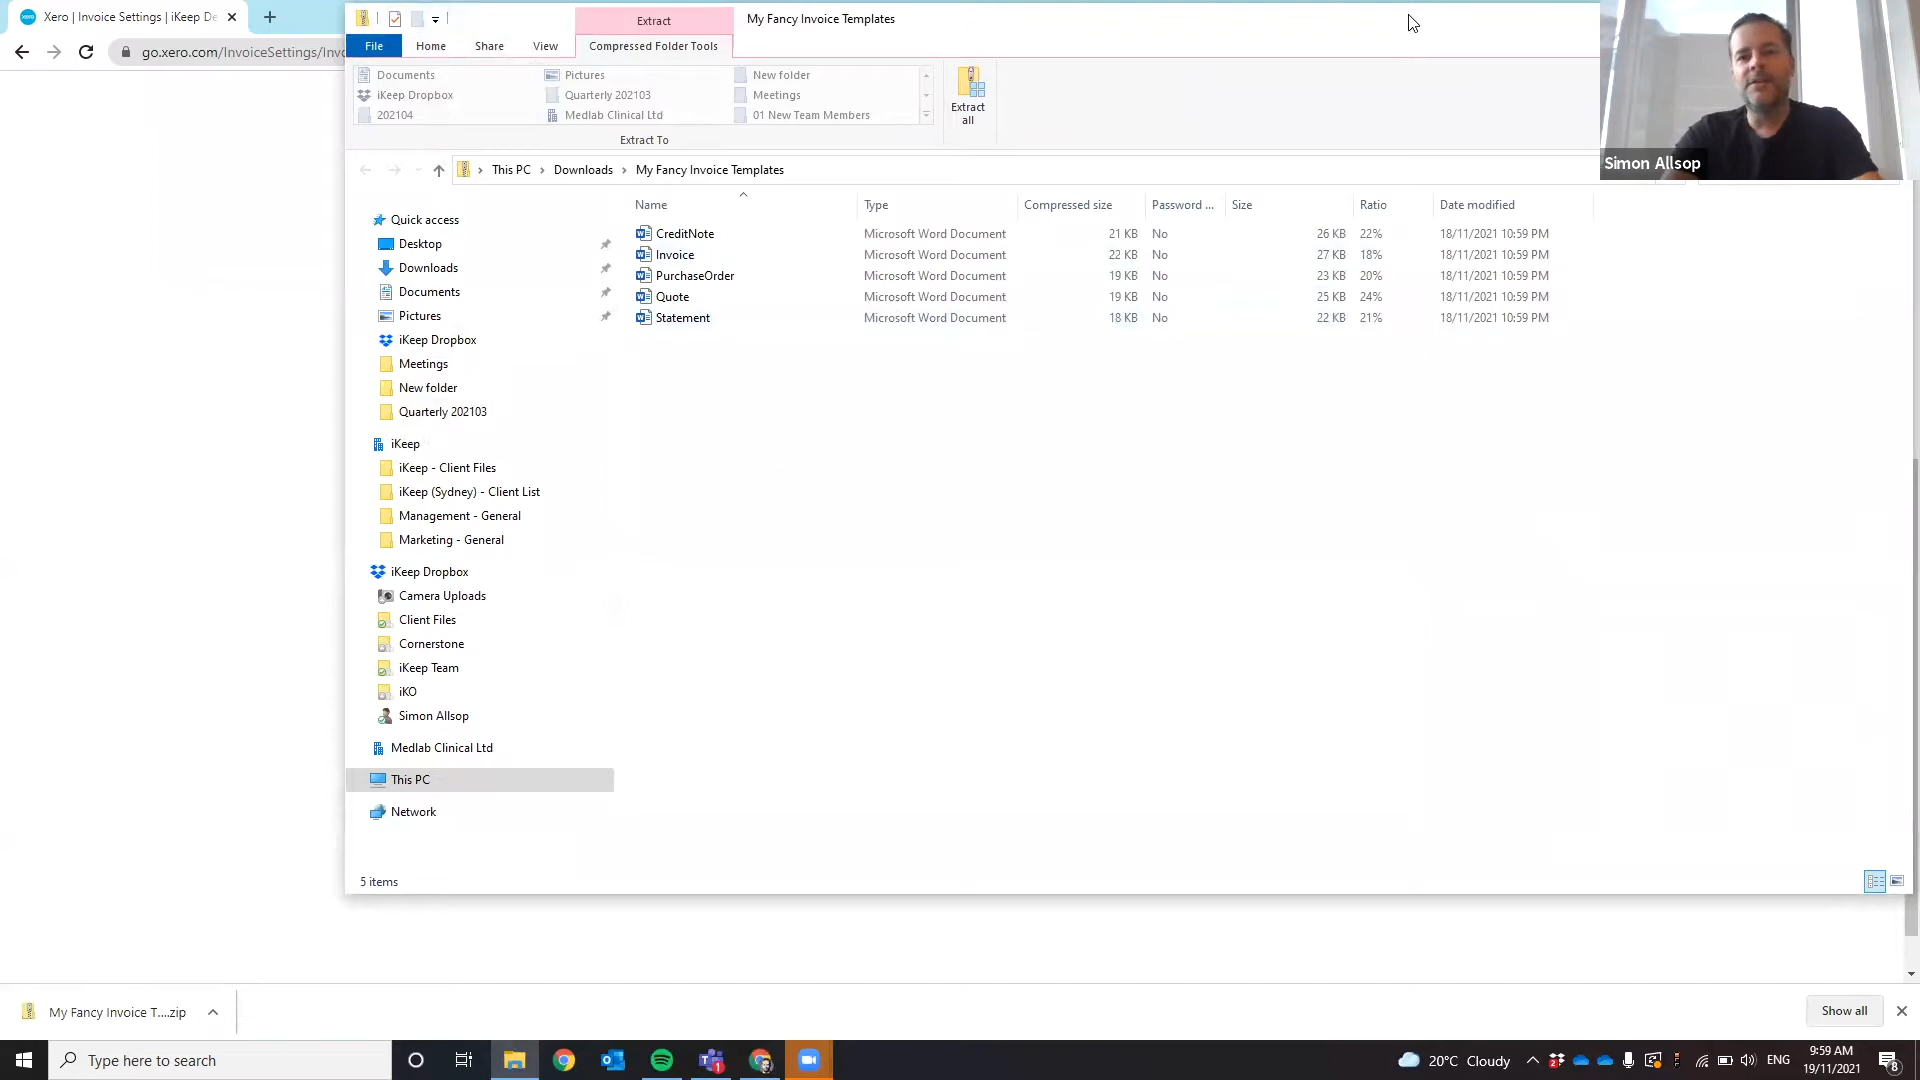 Xero | Invoice Settings | iKeep De
Extract
My Fancy Invoice Templates
File Home Share View Compressed Folder Tools
go.xero.com/InvoiceSettings/Inv
Documents Pictures New folder
iKeep Dropbox Quarterly 202103 Meetings
202104 Medlab Clinical Ltd 01 New Team Members
Extract all
Extract To
Simon Allsop
This PC Downloads My Fancy Invoice Templates
Name Type Compressed size Password ... Size Ratio Date modified
CreditNote Microsoft Word Document 21 KB No 26 KB 22% 18/11/2021 10:59 PM
Invoice Microsoft Word Document 22 KB No 27 KB 18% 18/11/2021 10:59 PM
PurchaseOrder Microsoft Word Document 19 KB No 23 KB 20% 18/11/2021 10:59 PM
Quote Microsoft Word Document 19 KB No 25 KB 24% 18/11/2021 10:59 PM
Statement Microsoft Word Document 18 KB No 22 KB 21% 18/11/2021 10:59 PM
Quick access
Desktop
Downloads
Documents
Pictures
iKeep Dropbox
Meetings
New folder
Quarterly 202103
iKeep
iKeep - Client Files
iKeep (Sydney) - Client List
Management - General
Marketing - General
iKeep Dropbox
Camera Uploads
Client Files
Cornerstone
iKeep Team
iKO
Simon Allsop
Medlab Clinical Ltd
This PC
Network
5 items
My Fancy Invoice T....zip
Show all
Type here to search
20°C Cloudy
ENG
9:59 AM
19/11/2021
8